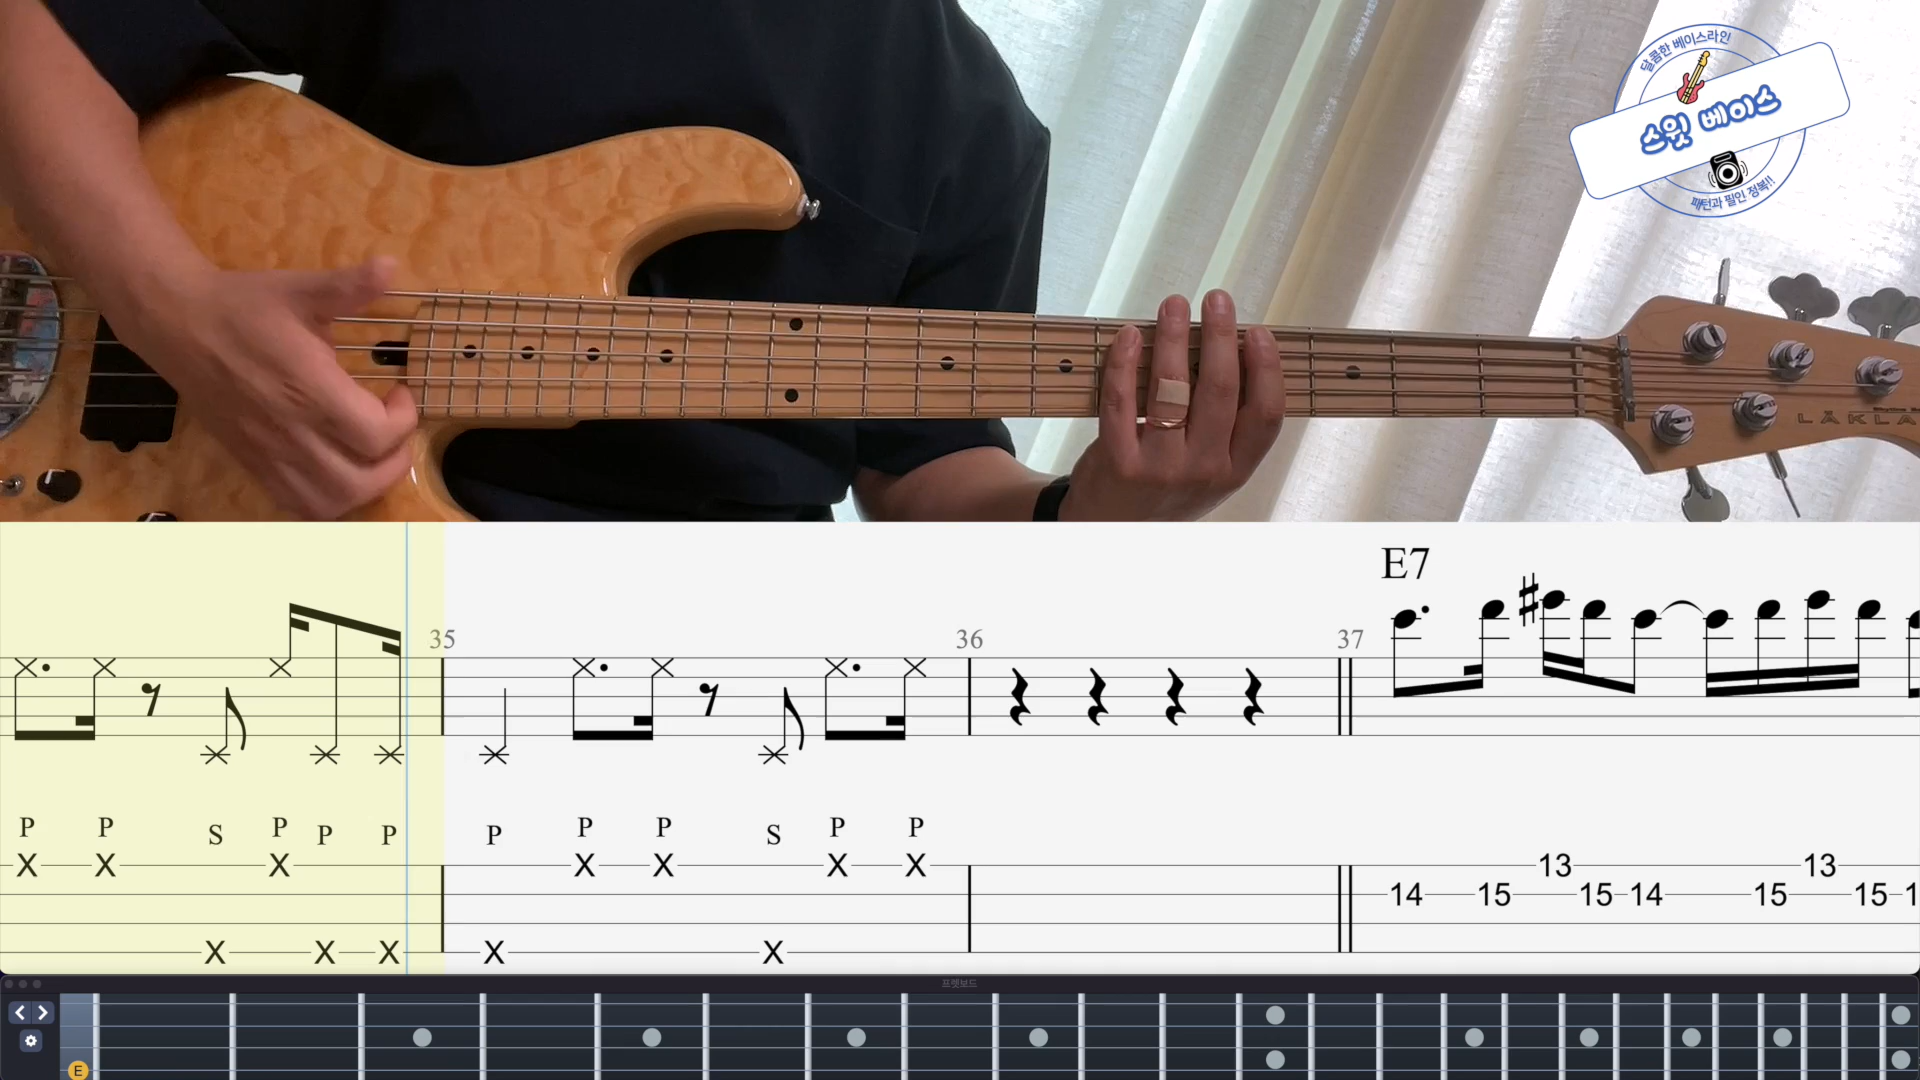 달콤한 베이스라인
스윗 베이스
패턴과 필인 정복!!
LAKLA
E7
35
36
37
P P S P P P P P P S P P
X X X X X X X 13 13
14 15 15 14 15 15 1
X X X X X
프렛보드
E